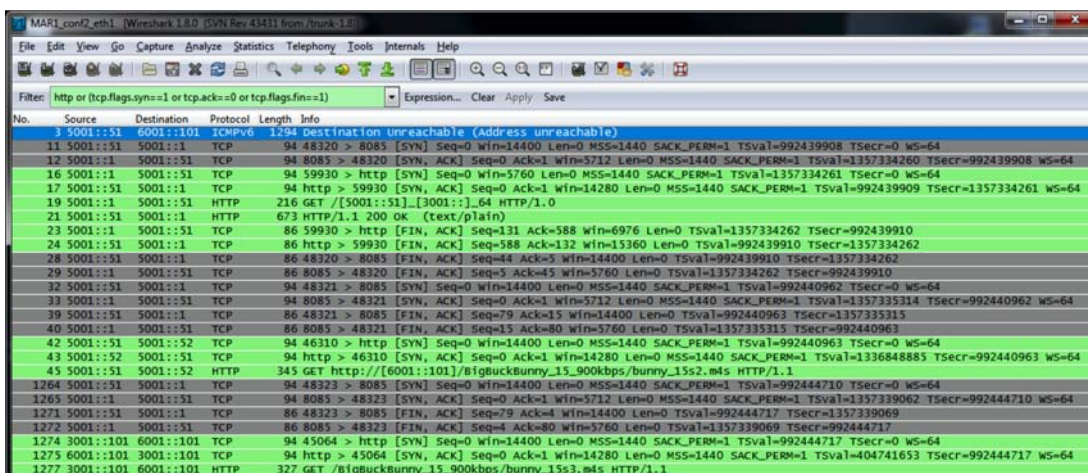 MAR1_conf2_eth1 [Wireshark 1.8.0 (SVN Rev 43431 from /trunk-1.8)]
File Edit View Go Capture Analyze Statistics Telephony Tools Internals Help
Filter: http or (tcp.flags.syn==1 or tcp.ack==0 or tcp.flags.fin==1) Expression... Clear Apply Save
No. Source Destination Protocol Length Info
3 5001::51 6001::101 ICMPv6 1294 Destination Unreachable (Address unreachable)
11 5001::51 5001::1 TCP 94 48320 > 8085 [SYN] Seq=0 Win=14400 Len=0 MSS=1440 SACK_PERM=1 TSval=992439908 TSecr=0 WS=64
12 5001::1 5001::51 TCP 94 8085 > 48320 [SYN, ACK] Seq=0 Ack=1 Win=5712 Len=0 MSS=1440 SACK_PERM=1 TSval=1357334260 TSecr=992439908 WS=64
16 5001::1 5001::51 TCP 94 59930 > http [SYN] Seq=0 Win=5760 Len=0 MSS=1440 SACK_PERM=1 TSval=1357334261 TSecr=0 WS=64
17 5001::51 5001::1 TCP 94 http > 59930 [SYN, ACK] Seq=0 Ack=1 Win=14280 Len=0 MSS=1440 SACK_PERM=1 TSval=992439909 TSecr=1357334261 WS=64
19 5001::1 5001::51 HTTP 216 GET /[5001::51]_[3001::]_64 HTTP/1.0
21 5001::51 5001::1 HTTP 673 HTTP/1.1 200 OK (text/plain)
23 5001::1 5001::51 TCP 86 59930 > http [FIN, ACK] Seq=131 Ack=588 Win=6976 Len=0 TSval=1357334262 TSecr=992439910
24 5001::51 5001::1 TCP 86 http > 59930 [FIN, ACK] Seq=588 Ack=132 Win=15360 Len=0 TSval=992439910 TSecr=1357334262
28 5001::51 5001::1 TCP 86 48320 > 8085 [FIN, ACK] Seq=44 Ack=5 Win=14400 Len=0 TSval=992439910 TSecr=1357334262
29 5001::1 5001::51 TCP 86 8085 > 48320 [FIN, ACK] Seq=5 Ack=45 Win=5760 Len=0 TSval=1357334262 TSecr=992439910
32 5001::51 5001::1 TCP 94 48321 > 8085 [SYN] Seq=0 Win=14400 Len=0 MSS=1440 SACK_PERM=1 TSval=992440962 TSecr=0 WS=64
33 5001::1 5001::51 TCP 94 8085 > 48321 [SYN, ACK] Seq=0 Ack=1 Win=5712 Len=0 MSS=1440 SACK_PERM=1 TSval=1357335314 TSecr=992440962 WS=64
39 5001::51 5001::1 TCP 86 48321 > 8085 [FIN, ACK] Seq=79 Ack=15 Win=14400 Len=0 TSval=992440963 TSecr=1357335315
40 5001::1 5001::51 TCP 86 8085 > 48321 [FIN, ACK] Seq=15 Ack=80 Win=5760 Len=0 TSval=1357335315 TSecr=992440963
42 5001::51 5001::52 TCP 94 46310 > http [SYN] Seq=0 Win=14400 Len=0 MSS=1440 SACK_PERM=1 TSval=992440963 TSecr=0 WS=64
43 5001::52 5001::51 TCP 94 http > 46310 [SYN, ACK] Seq=0 Ack=1 Win=14280 Len=0 MSS=1440 SACK_PERM=1 TSval=1336848885 TSecr=992440963 WS=64
45 5001::51 5001::52 HTTP 345 GET http://[6001::101]/BigBuckBunny_15_900kbps/bunny_15s2.m4s HTTP/1.1
1264 5001::51 5001::1 TCP 94 48323 > 8085 [SYN] Seq=0 Win=14400 Len=0 MSS=1440 SACK_PERM=1 TSval=992444710 TSecr=0 WS=64
1265 5001::1 5001::51 TCP 94 8085 > 48323 [SYN, ACK] Seq=0 Ack=1 Win=5712 Len=0 MSS=1440 SACK_PERM=1 TSval=1357339062 TSecr=992444710 WS=64
1271 5001::51 5001::1 TCP 86 48323 > 8085 [FIN, ACK] Seq=79 Ack=4 Win=14400 Len=0 TSval=992444717 TSecr=1357339069
1272 5001::1 5001::51 TCP 86 8085 > 48323 [FIN, ACK] Seq=4 Ack=80 Win=5760 Len=0 TSval=1357339069 TSecr=992444717
1274 3001::101 6001::101 TCP 94 45064 > http [SYN] Seq=0 Win=14400 Len=0 MSS=1440 SACK_PERM=1 TSval=992444717 TSecr=0 WS=64
1275 6001::101 3001::101 TCP 94 http > 45064 [SYN, ACK] Seq=0 Ack=1 Win=14280 Len=0 MSS=1440 SACK_PERM=1 TSval=404741653 TSecr=992444717 WS=64
1277 3001::101 6001::101 HTTP 327 GET /BigBuckBunny_15_900kbps/bunny_15s3.m4s HTTP/1.1